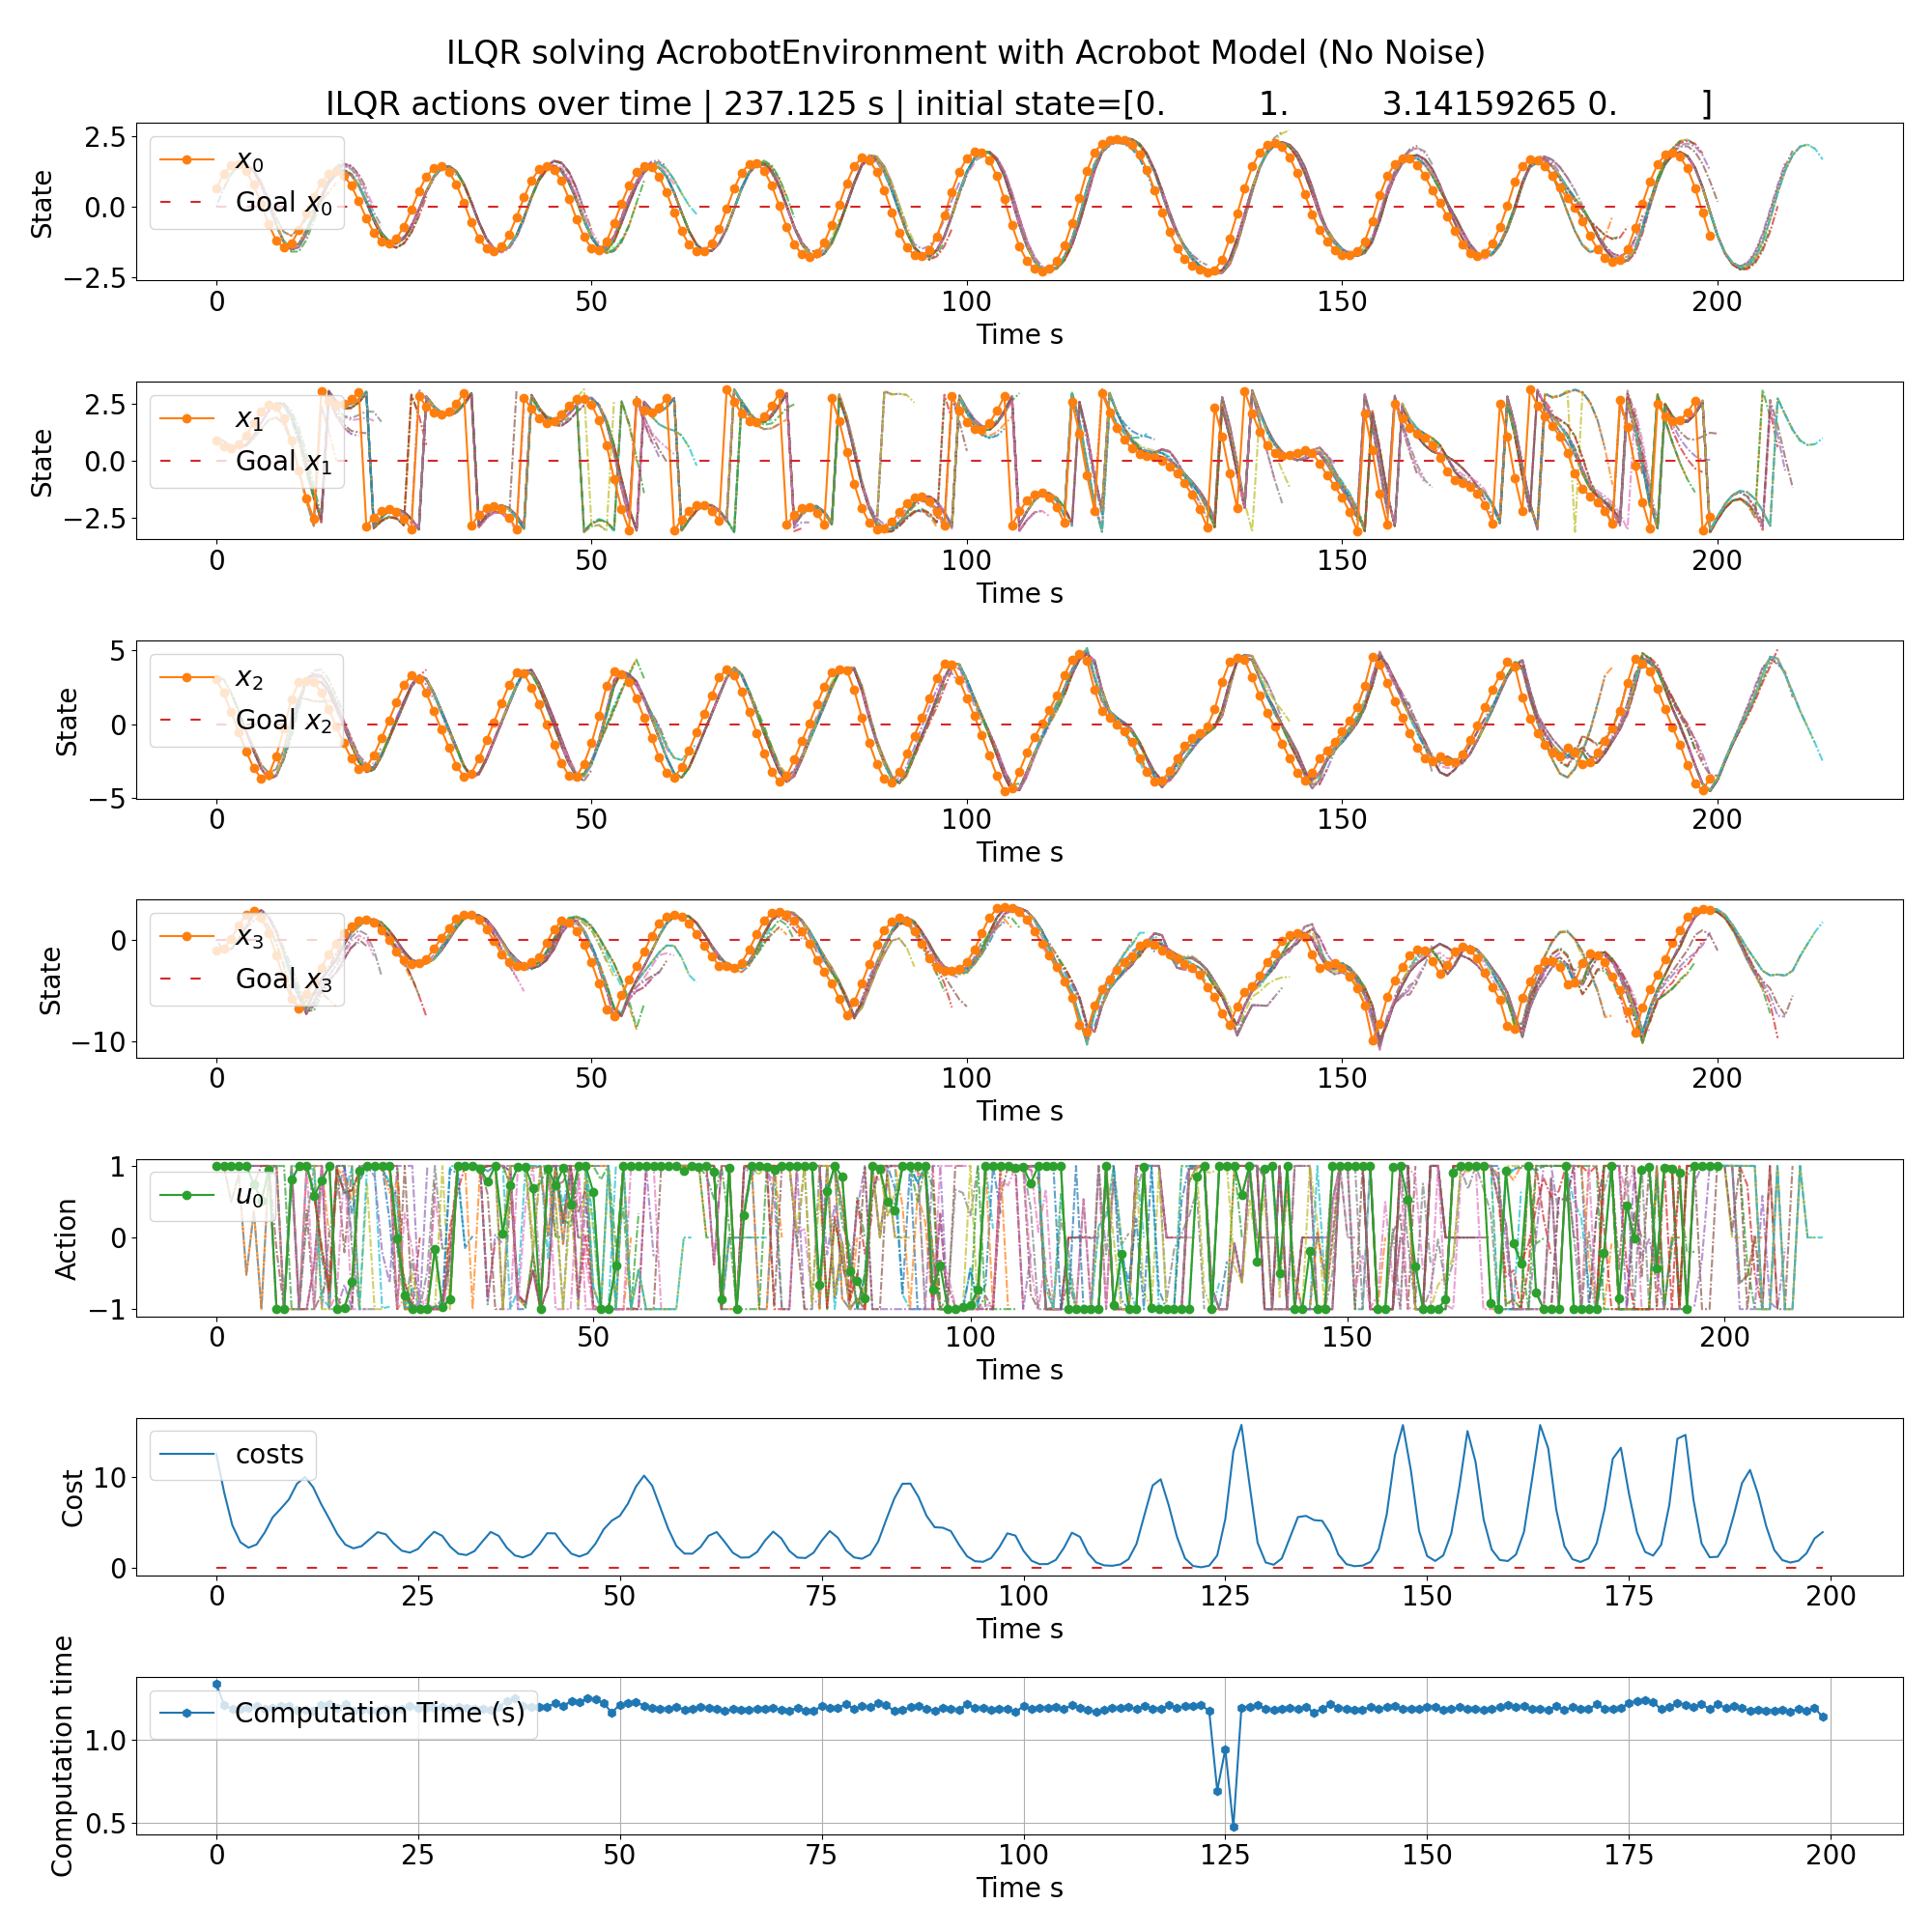 ILQR solving AcrobotEnvironment with Acrobot Model (No Noise)
ILQR actions over time | 237.125 s | initial state=[0. 1. 3.14159265 0. ]
State
2.5
0.0
−2.5
x0
Goal x0
0 50 100 150 200
Time s
State
2.5
0.0
−2.5
x1
Goal x1
0 50 100 150 200
Time s
State
5
0
−5
x2
Goal x2
0 50 100 150 200
Time s
State
0
−10
x3
Goal x3
0 50 100 150 200
Time s
Action
1
0
−1
u0
0 50 100 150 200
Time s
Cost
10
0
costs
0 25 50 75 100 125 150 175 200
Time s
Computation time
1.0
0.5
Computation Time (s)
0 25 50 75 100 125 150 175 200
Time s